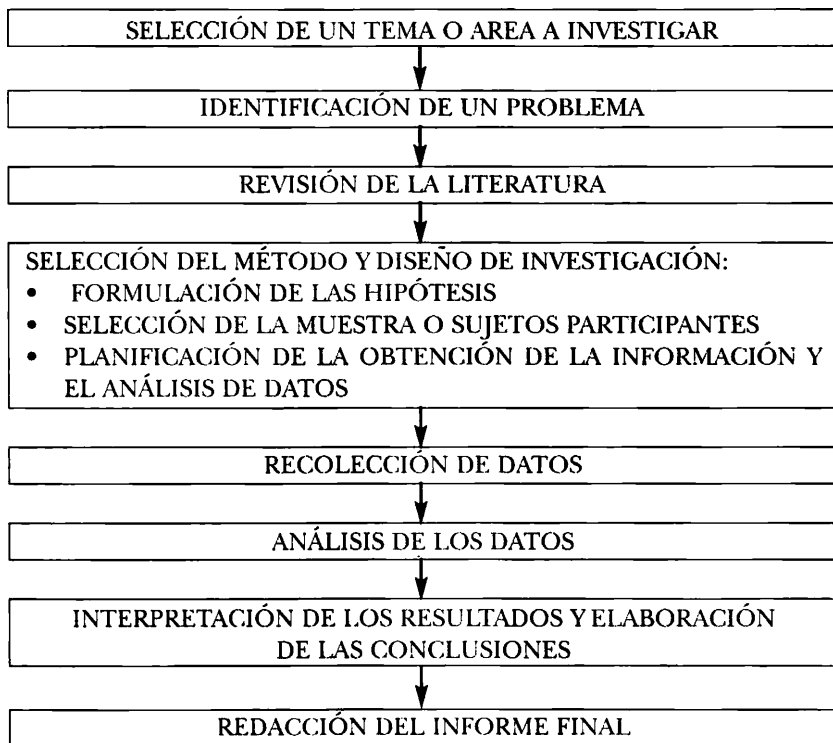 SELECCIÓN DE UN TEMA O AREA A INVESTIGAR
IDENTIFICACIÓN DE UN PROBLEMA
REVISIÓN DE LA LITERATURA
SELECCIÓN DEL MÉTODO Y DISEÑO DE INVESTIGACIÓN:
• FORMULACIÓN DE LAS HIPÓTESIS
• SELECCIÓN DE LA MUESTRA O SUJETOS PARTICIPANTES
• PLANIFICACIÓN DE LA OBTENCIÓN DE LA INFORMACIÓN Y
EL ANÁLISIS DE DATOS
RECOLECCIÓN DE DATOS
ANÁLISIS DE LOS DATOS
INTERPRETACIÓN DE LOS RESULTADOS Y ELABORACIÓN
DE LAS CONCLUSIONES
REDACCIÓN DEL INFORME FINAL